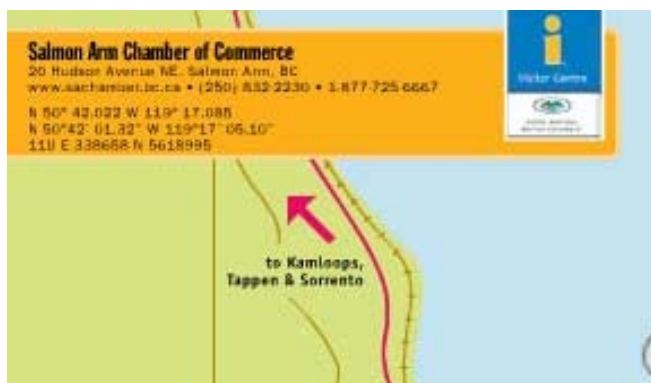 Salmon Arm Chamber of Commerce
20 Hudson Avenue NE, Salmon Arm, BC
www.sachamber.bc.ca • (250) 832-2230 • 1-877-725-6667
N 50° 42.022 W 119° 17.085
N 50°42' 01.32" W 119°17' 05.10"
11U E 338658 N 5618995
i
Visitor Centre
to Kamloops,
Tappen & Sorrento